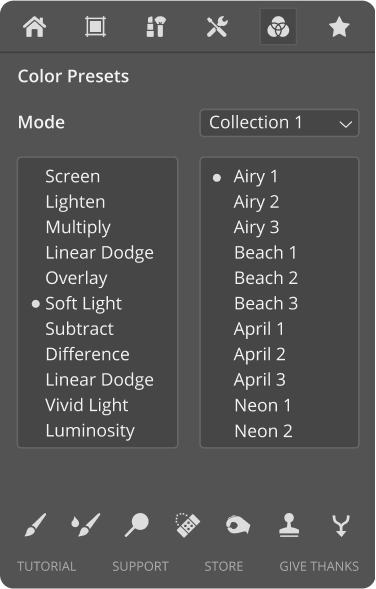 Color Presets
Mode
Collection 1
Screen
Lighten
Multiply
Linear Dodge
Overlay
Soft Light
Subtract
Difference
Linear Dodge
Vivid Light
Luminosity
Airy 1
Airy 2
Airy 3
Beach 1
Beach 2
Beach 3
April 1
April 2
April 3
Neon 1
Neon 2
TUTORIAL SUPPORT STORE GIVE THANKS